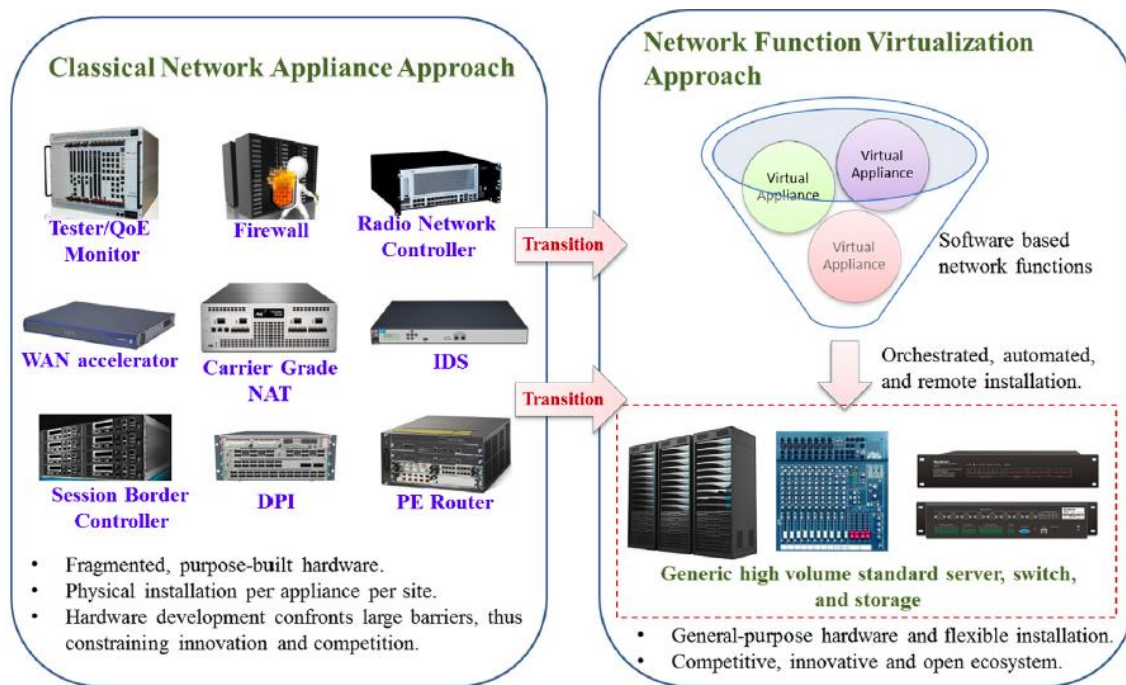 Classical Network Appliance Approach
Tester/QoE
Monitor
Firewall
Radio Network
Controller
WAN accelerator
Carrier Grade
NAT
IDS
Session Border
Controller
DPI
PE Router
• Fragmented, purpose-built hardware.
• Physical installation per appliance per site.
• Hardware development confronts large barriers, thus
constraining innovation and competition.
Transition
Transition
Network Function Virtualization
Approach
Virtual
Appliance
Virtual
Appliance
Virtual
Appliance
Software based
network functions
Orchestrated, automated,
and remote installation.
Generic high volume standard server, switch,
and storage
• General-purpose hardware and flexible installation.
• Competitive, innovative and open ecosystem.